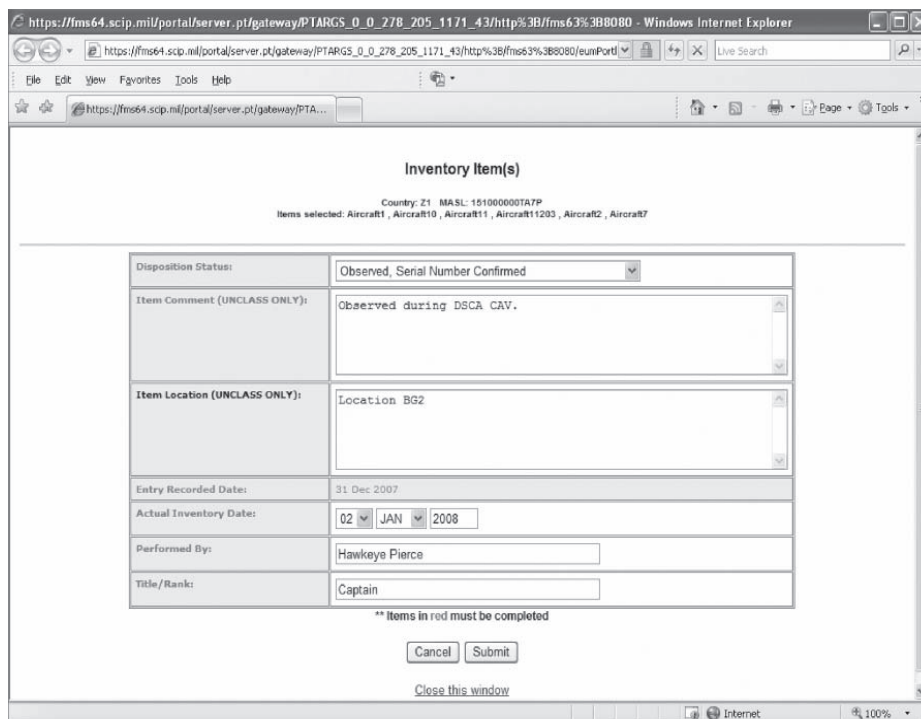 https://fms64.scip.mil/portal/server.pt/gateway/PTARGS_0_0_278_205_1171_43/http%3B/fms63%3B8080 - Windows Internet Explorer
https://fms64.scip.mil/portal/server.pt/gateway/PTARGS_0_0_278_205_1171_43/http%3B/fms63%3B8080/eumPortl
Live Search
File Edit View Favorites Tools Help
https://fms64.scip.mil/portal/server.pt/gateway/PTA...
Page Tools
Inventory Item(s)
Country: Z1 MASL: 151000000TA7P
Items selected: Aircraft1 , Aircraft10 , Aircraft11 , Aircraft11203 , Aircraft2 , Aircraft7
Disposition Status: Observed, Serial Number Confirmed
Item Comment (UNCLASS ONLY): Observed during DSCA CAV.
Item Location (UNCLASS ONLY): Location BG2
Entry Recorded Date: 31 Dec 2007
Actual Inventory Date: 02 JAN 2008
Performed By: Hawkeye Pierce
Title/Rank: Captain
** Items in red must be completed
Cancel Submit
Close this window
Internet 100%